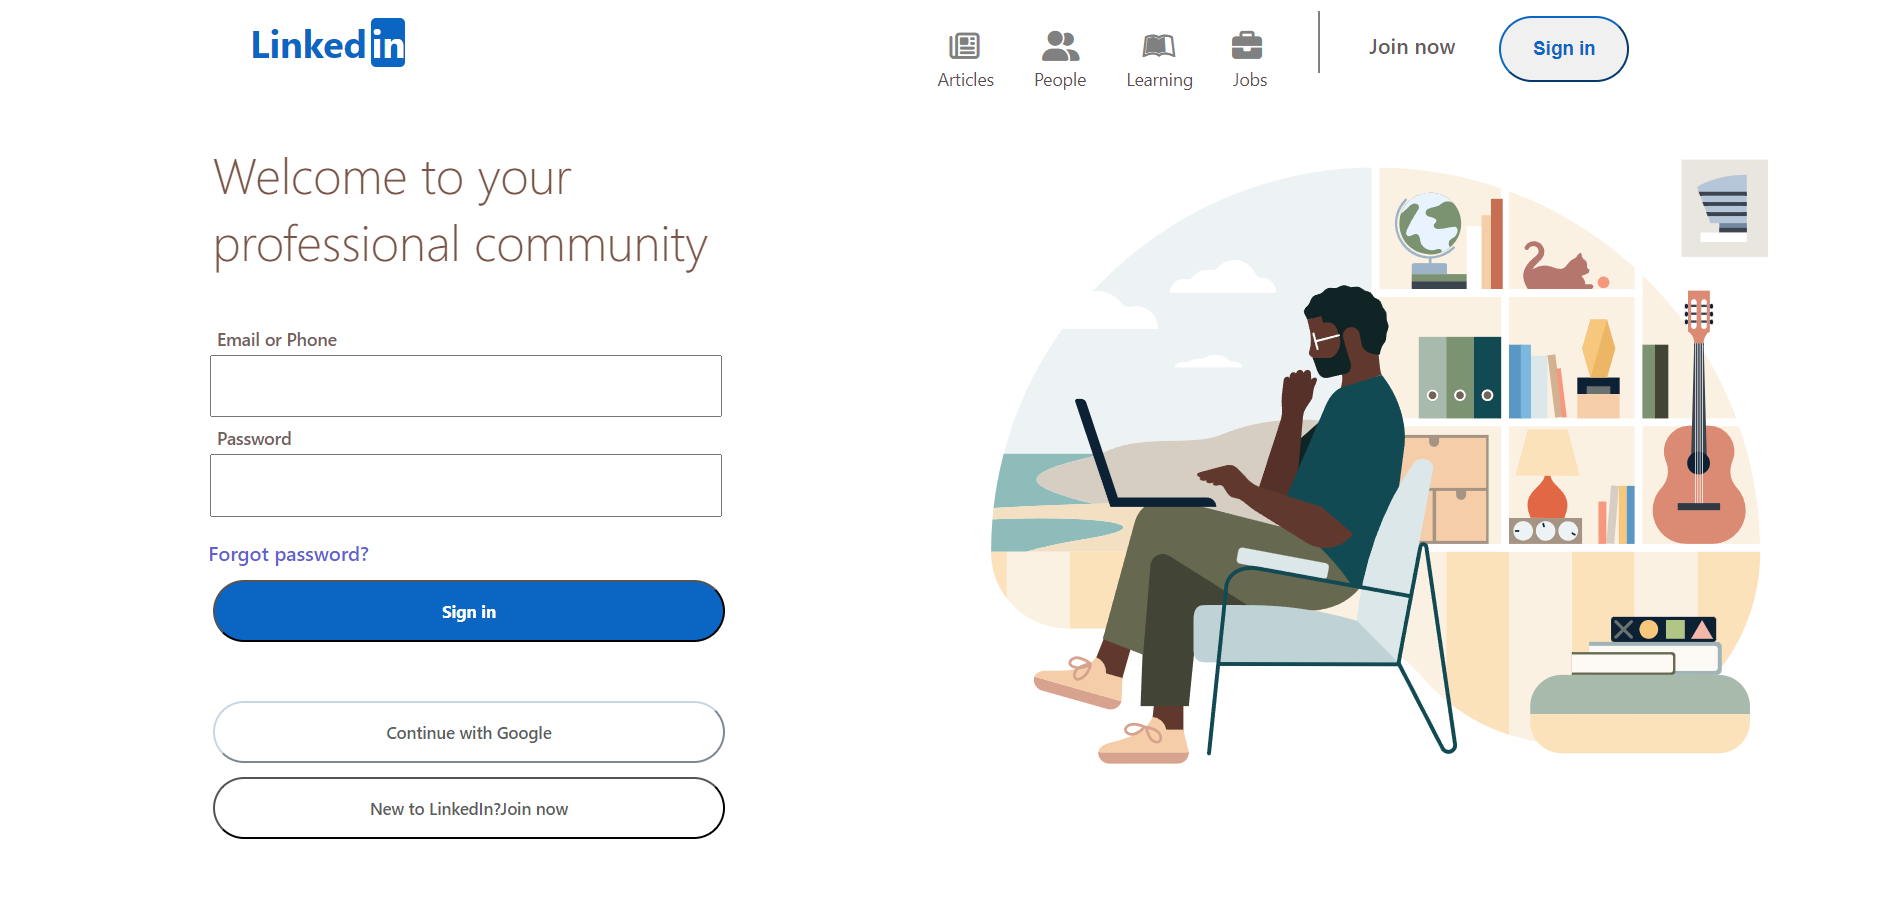 Linkedin
Articles People Learning Jobs
Join now
Sign in
Welcome to your
professional community
Email or Phone
Password
Forgot password?
Sign in
Continue with Google
New to LinkedIn?Join now